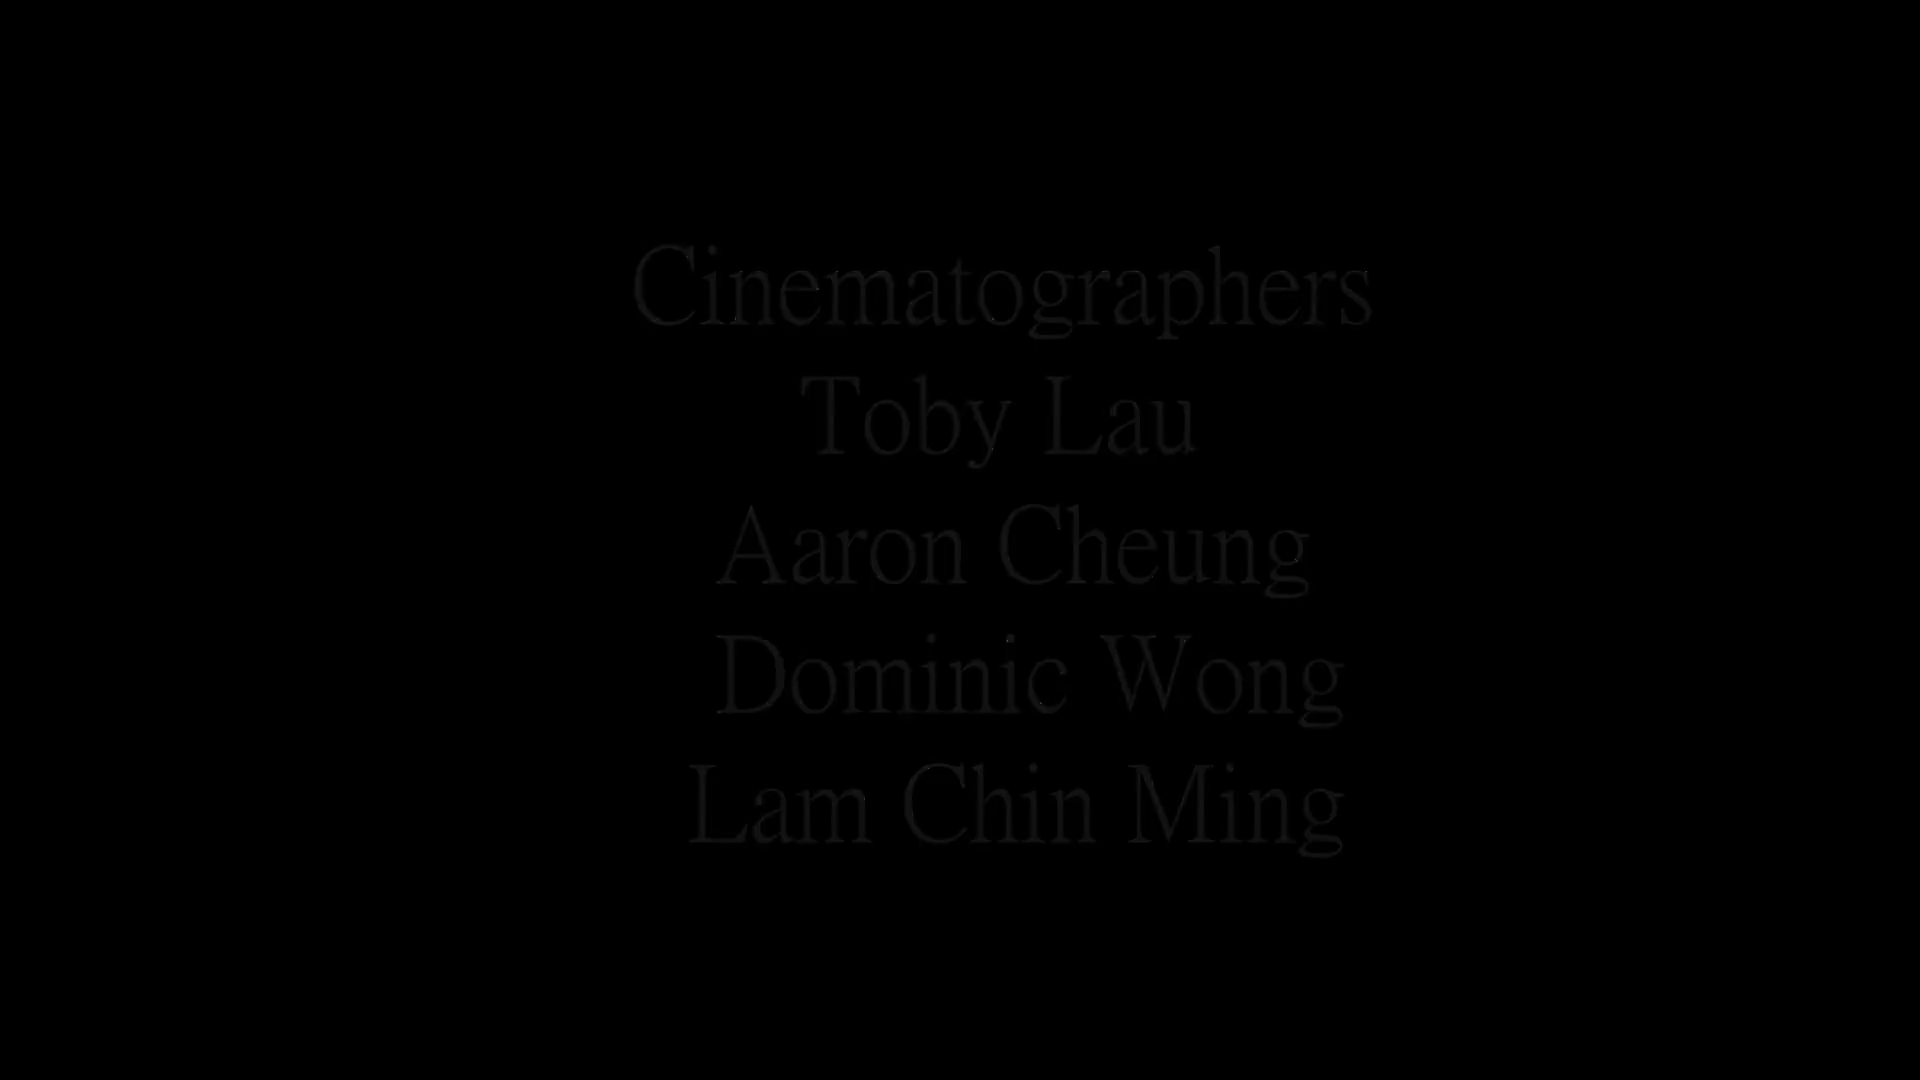 Cinematographers
Toby Lau
Aaron Cheung
Dominic Wong
Lam Chin Ming